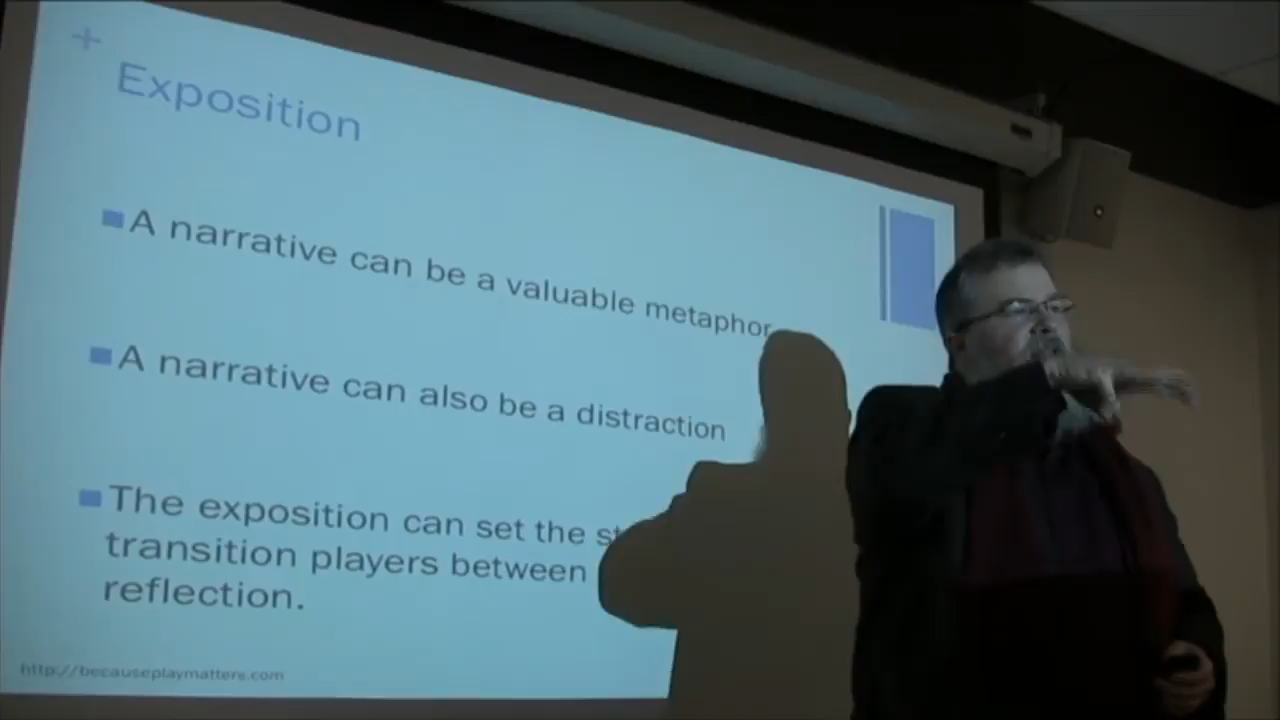 +
Exposition
A narrative can be a valuable metaphor
A narrative can also be a distraction
The exposition can set the
transition players between
reflection.
http://becauseplaymatters.com